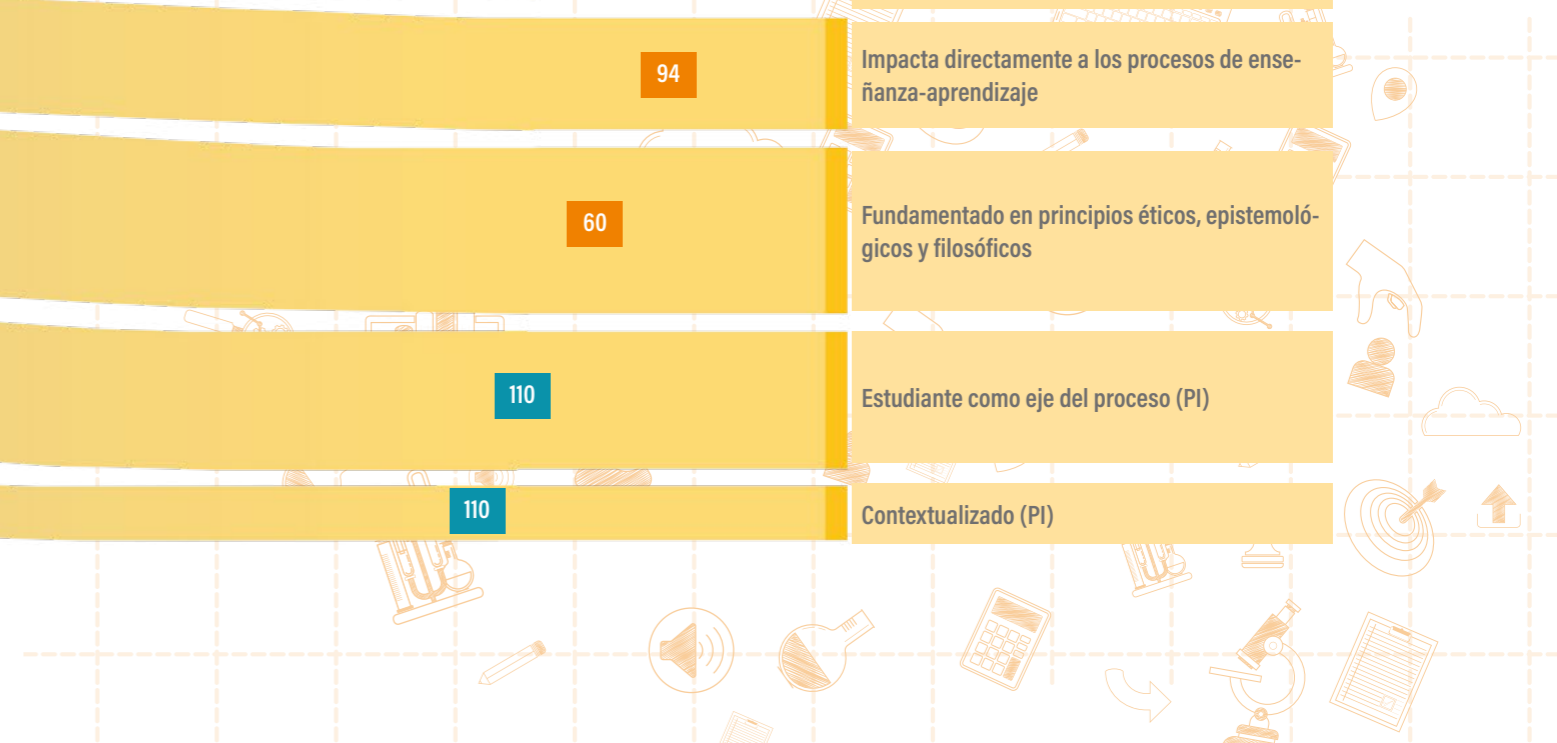 94
Impacta directamente a los procesos de ense-
ñanza-aprendizaje
60
Fundamentado en principios éticos, epistemoló-
gicos y filosóficos
110
Estudiante como eje del proceso (PI)
110
Contextualizado (PI)